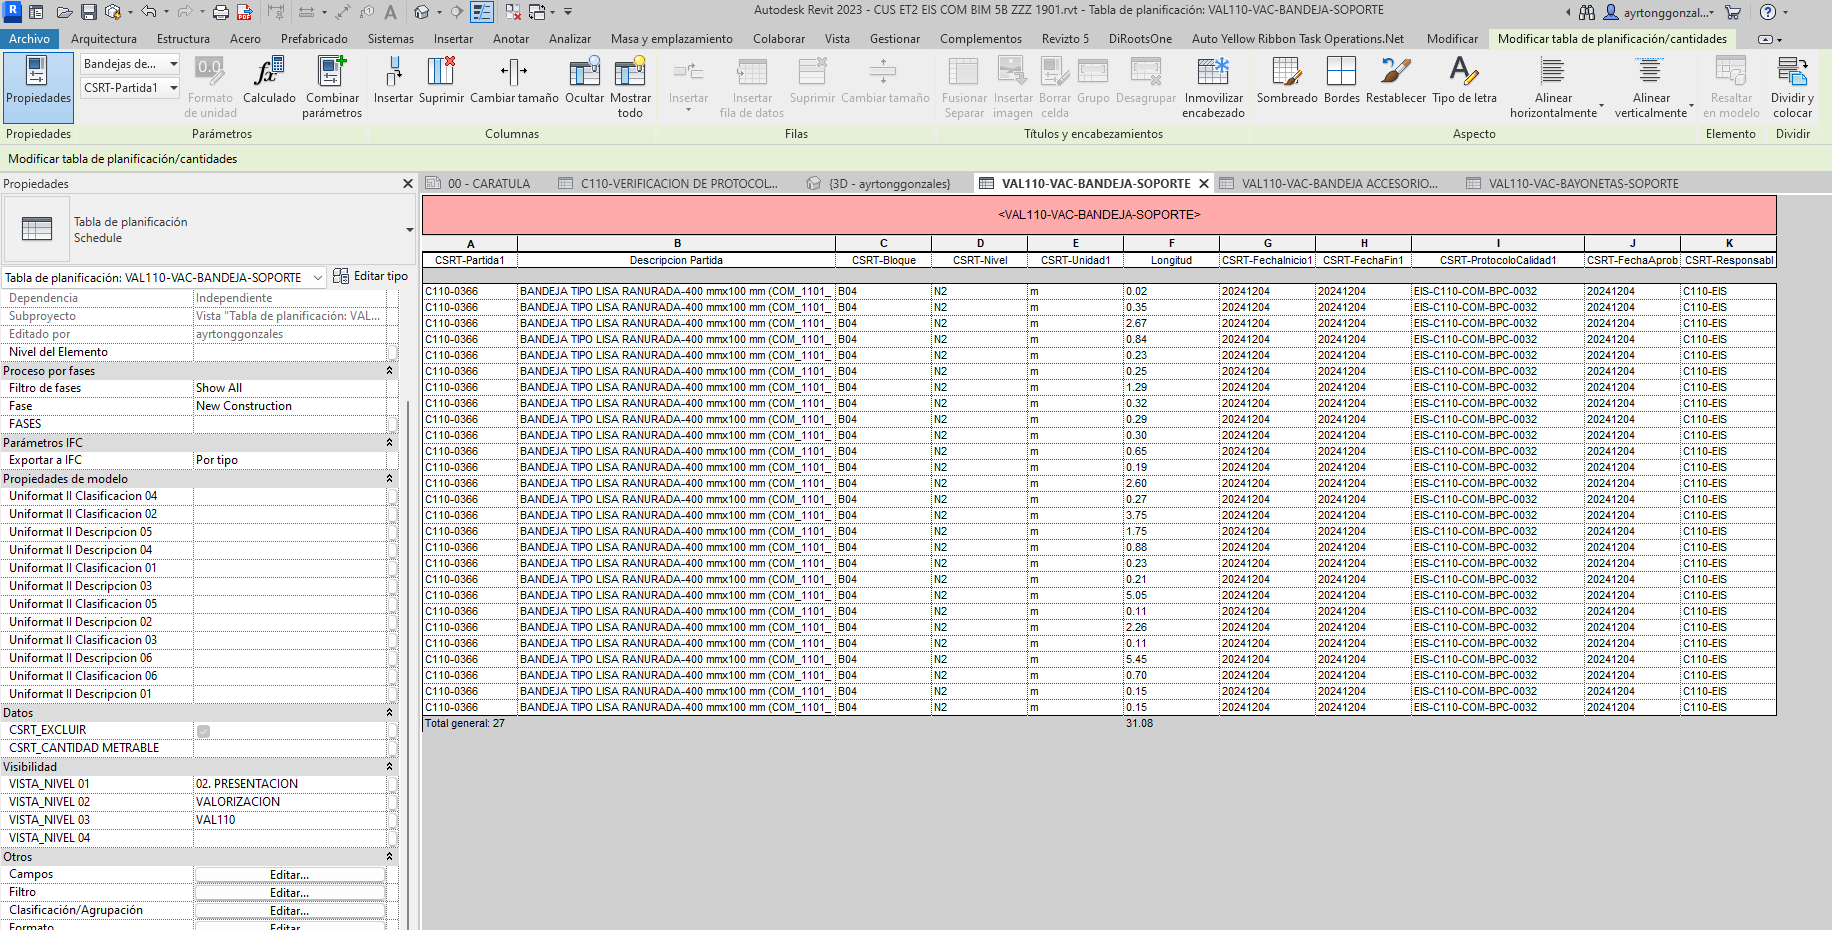 Autodesk Revit 2023 - CUS ET2 EIS COM BIM 5B ZZZ 1901.rvt - Tabla de planificación: VAL110-VAC-BANDEJA-SOPORTE
ayrtonggonzal...
Archivo Arquitectura Estructura Acero Prefabricado Sistemas Insertar Anotar Analizar Masa y emplazamiento Colaborar Vista Gestionar Complementos Revizto 5 DiRootsOne Auto Yellow Ribbon Task Operations.Net Modificar Modificar tabla de planificación/cantidades
Bandejas de...
CSRT-Partida1
Propiedades Formato de unidad Calculado Combinar parámetros Insertar Suprimir Cambiar tamaño Ocultar Mostrar todo Insertar Insertar fila de datos Suprimir Cambiar tamaño Fusionar Separar Insertar imagen Borrar celda Grupo Desagrupar Inmovilizar encabezado Sombreado Bordes Restablecer Tipo de letra Alinear horizontalmente Alinear verticalmente Resaltar en modelo Dividir y colocar
Propiedades Parámetros Columnas Filas Títulos y encabezamientos Aspecto Elemento Dividir
Modificar tabla de planificación/cantidades
Propiedades
00 - CARATULA
C110-VERIFICACION DE PROTOCOL...
{3D - ayrtonggonzales}
VAL110-VAC-BANDEJA-SOPORTE
VAL110-VAC-BANDEJA ACCESORIO...
VAL110-VAC-BAYONETAS-SOPORTE
Tabla de planificación
Schedule
Tabla de planificación: VAL110-VAC-BANDEJA-SOPORTE Editar tipo
Dependencia Independiente
Subproyecto Vista "Tabla de planificación: VAL...
Editado por ayrtonggonzales
Nivel del Elemento
Proceso por fases
Filtro de fases Show All
Fase New Construction
FASES
Parámetros IFC
Exportar a IFC Por tipo
Propiedades de modelo
Uniformat II Clasificacion 04
Uniformat II Clasificacion 02
Uniformat II Descripcion 05
Uniformat II Descripcion 04
Uniformat II Clasificacion 01
Uniformat II Descripcion 03
Uniformat II Clasificacion 05
Uniformat II Descripcion 02
Uniformat II Clasificacion 03
Uniformat II Descripcion 06
Uniformat II Clasificacion 06
Uniformat II Descripcion 01
Datos
CSRT_EXCLUIR
CSRT_CANTIDAD METRABLE
Visibilidad
VISTA_NIVEL 01 02. PRESENTACION
VISTA_NIVEL 02 VALORIZACION
VISTA_NIVEL 03 VAL110
VISTA_NIVEL 04
Otros
Campos Editar...
Filtro Editar...
Clasificación/Agrupación Editar...
Formato Editar
<VAL110-VAC-BANDEJA-SOPORTE>
A B C D E F G H I J K
CSRT-Partida1 Descripcion Partida CSRT-Bloque CSRT-Nivel CSRT-Unidad1 Longitud CSRT-FechaInicio1 CSRT-FechaFin1 CSRT-ProtocoloCalidad1 CSRT-FechaAprob CSRT-Responsabl
C110-0366 BANDEJA TIPO LISA RANURADA-400 mmx100 mm (COM_1101_ B04 N2 m 0.02 20241204 20241204 EIS-C110-COM-BPC-0032 20241204 C110-EIS
C110-0366 BANDEJA TIPO LISA RANURADA-400 mmx100 mm (COM_1101_ B04 N2 m 0.35 20241204 20241204 EIS-C110-COM-BPC-0032 20241204 C110-EIS
C110-0366 BANDEJA TIPO LISA RANURADA-400 mmx100 mm (COM_1101_ B04 N2 m 2.67 20241204 20241204 EIS-C110-COM-BPC-0032 20241204 C110-EIS
C110-0366 BANDEJA TIPO LISA RANURADA-400 mmx100 mm (COM_1101_ B04 N2 m 0.84 20241204 20241204 EIS-C110-COM-BPC-0032 20241204 C110-EIS
C110-0366 BANDEJA TIPO LISA RANURADA-400 mmx100 mm (COM_1101_ B04 N2 m 0.23 20241204 20241204 EIS-C110-COM-BPC-0032 20241204 C110-EIS
C110-0366 BANDEJA TIPO LISA RANURADA-400 mmx100 mm (COM_1101_ B04 N2 m 0.25 20241204 20241204 EIS-C110-COM-BPC-0032 20241204 C110-EIS
C110-0366 BANDEJA TIPO LISA RANURADA-400 mmx100 mm (COM_1101_ B04 N2 m 1.29 20241204 20241204 EIS-C110-COM-BPC-0032 20241204 C110-EIS
C110-0366 BANDEJA TIPO LISA RANURADA-400 mmx100 mm (COM_1101_ B04 N2 m 0.32 20241204 20241204 EIS-C110-COM-BPC-0032 20241204 C110-EIS
C110-0366 BANDEJA TIPO LISA RANURADA-400 mmx100 mm (COM_1101_ B04 N2 m 0.29 20241204 20241204 EIS-C110-COM-BPC-0032 20241204 C110-EIS
C110-0366 BANDEJA TIPO LISA RANURADA-400 mmx100 mm (COM_1101_ B04 N2 m 0.30 20241204 20241204 EIS-C110-COM-BPC-0032 20241204 C110-EIS
C110-0366 BANDEJA TIPO LISA RANURADA-400 mmx100 mm (COM_1101_ B04 N2 m 0.65 20241204 20241204 EIS-C110-COM-BPC-0032 20241204 C110-EIS
C110-0366 BANDEJA TIPO LISA RANURADA-400 mmx100 mm (COM_1101_ B04 N2 m 0.19 20241204 20241204 EIS-C110-COM-BPC-0032 20241204 C110-EIS
C110-0366 BANDEJA TIPO LISA RANURADA-400 mmx100 mm (COM_1101_ B04 N2 m 2.60 20241204 20241204 EIS-C110-COM-BPC-0032 20241204 C110-EIS
C110-0366 BANDEJA TIPO LISA RANURADA-400 mmx100 mm (COM_1101_ B04 N2 m 0.27 20241204 20241204 EIS-C110-COM-BPC-0032 20241204 C110-EIS
C110-0366 BANDEJA TIPO LISA RANURADA-400 mmx100 mm (COM_1101_ B04 N2 m 3.75 20241204 20241204 EIS-C110-COM-BPC-0032 20241204 C110-EIS
C110-0366 BANDEJA TIPO LISA RANURADA-400 mmx100 mm (COM_1101_ B04 N2 m 1.75 20241204 20241204 EIS-C110-COM-BPC-0032 20241204 C110-EIS
C110-0366 BANDEJA TIPO LISA RANURADA-400 mmx100 mm (COM_1101_ B04 N2 m 0.88 20241204 20241204 EIS-C110-COM-BPC-0032 20241204 C110-EIS
C110-0366 BANDEJA TIPO LISA RANURADA-400 mmx100 mm (COM_1101_ B04 N2 m 0.23 20241204 20241204 EIS-C110-COM-BPC-0032 20241204 C110-EIS
C110-0366 BANDEJA TIPO LISA RANURADA-400 mmx100 mm (COM_1101_ B04 N2 m 0.21 20241204 20241204 EIS-C110-COM-BPC-0032 20241204 C110-EIS
C110-0366 BANDEJA TIPO LISA RANURADA-400 mmx100 mm (COM_1101_ B04 N2 m 5.05 20241204 20241204 EIS-C110-COM-BPC-0032 20241204 C110-EIS
C110-0366 BANDEJA TIPO LISA RANURADA-400 mmx100 mm (COM_1101_ B04 N2 m 0.11 20241204 20241204 EIS-C110-COM-BPC-0032 20241204 C110-EIS
C110-0366 BANDEJA TIPO LISA RANURADA-400 mmx100 mm (COM_1101_ B04 N2 m 2.26 20241204 20241204 EIS-C110-COM-BPC-0032 20241204 C110-EIS
C110-0366 BANDEJA TIPO LISA RANURADA-400 mmx100 mm (COM_1101_ B04 N2 m 0.11 20241204 20241204 EIS-C110-COM-BPC-0032 20241204 C110-EIS
C110-0366 BANDEJA TIPO LISA RANURADA-400 mmx100 mm (COM_1101_ B04 N2 m 5.45 20241204 20241204 EIS-C110-COM-BPC-0032 20241204 C110-EIS
C110-0366 BANDEJA TIPO LISA RANURADA-400 mmx100 mm (COM_1101_ B04 N2 m 0.70 20241204 20241204 EIS-C110-COM-BPC-0032 20241204 C110-EIS
C110-0366 BANDEJA TIPO LISA RANURADA-400 mmx100 mm (COM_1101_ B04 N2 m 0.15 20241204 20241204 EIS-C110-COM-BPC-0032 20241204 C110-EIS
C110-0366 BANDEJA TIPO LISA RANURADA-400 mmx100 mm (COM_1101_ B04 N2 m 0.15 20241204 20241204 EIS-C110-COM-BPC-0032 20241204 C110-EIS
Total general: 27 31.08